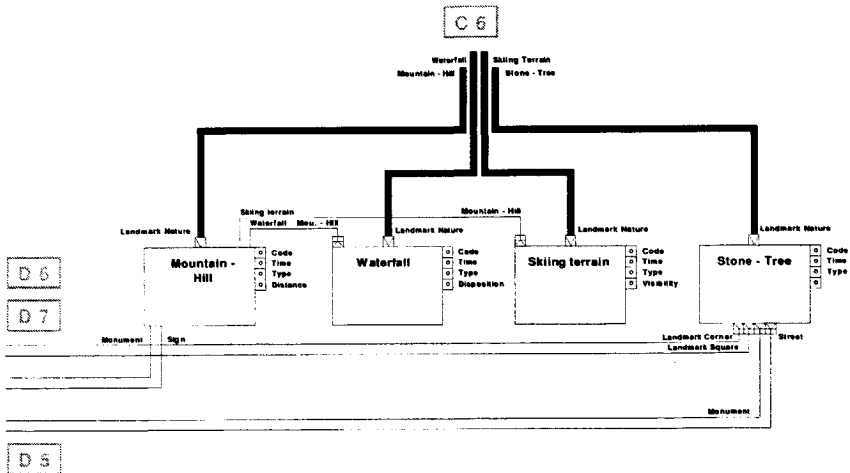 C 6
Waterfall
Skiing Terrain
Mountain - Hill
Stone - Tree
Skiing terrain
Mountain - Hill
Waterfall
Mou. - Hill
Landmark Nature
Landmark Nature
Landmark Nature
Landmark Nature
Mountain -
Hill
Code
Time
Type
Distance
Waterfall
Code
Time
Type
Disposition
Skiing terrain
Code
Time
Type
Visibility
Stone - Tree
Code
Time
Type
D 6
D 7
Monument
Sign
Landmark Corner
Street
Landmark Square
Monument
D 5